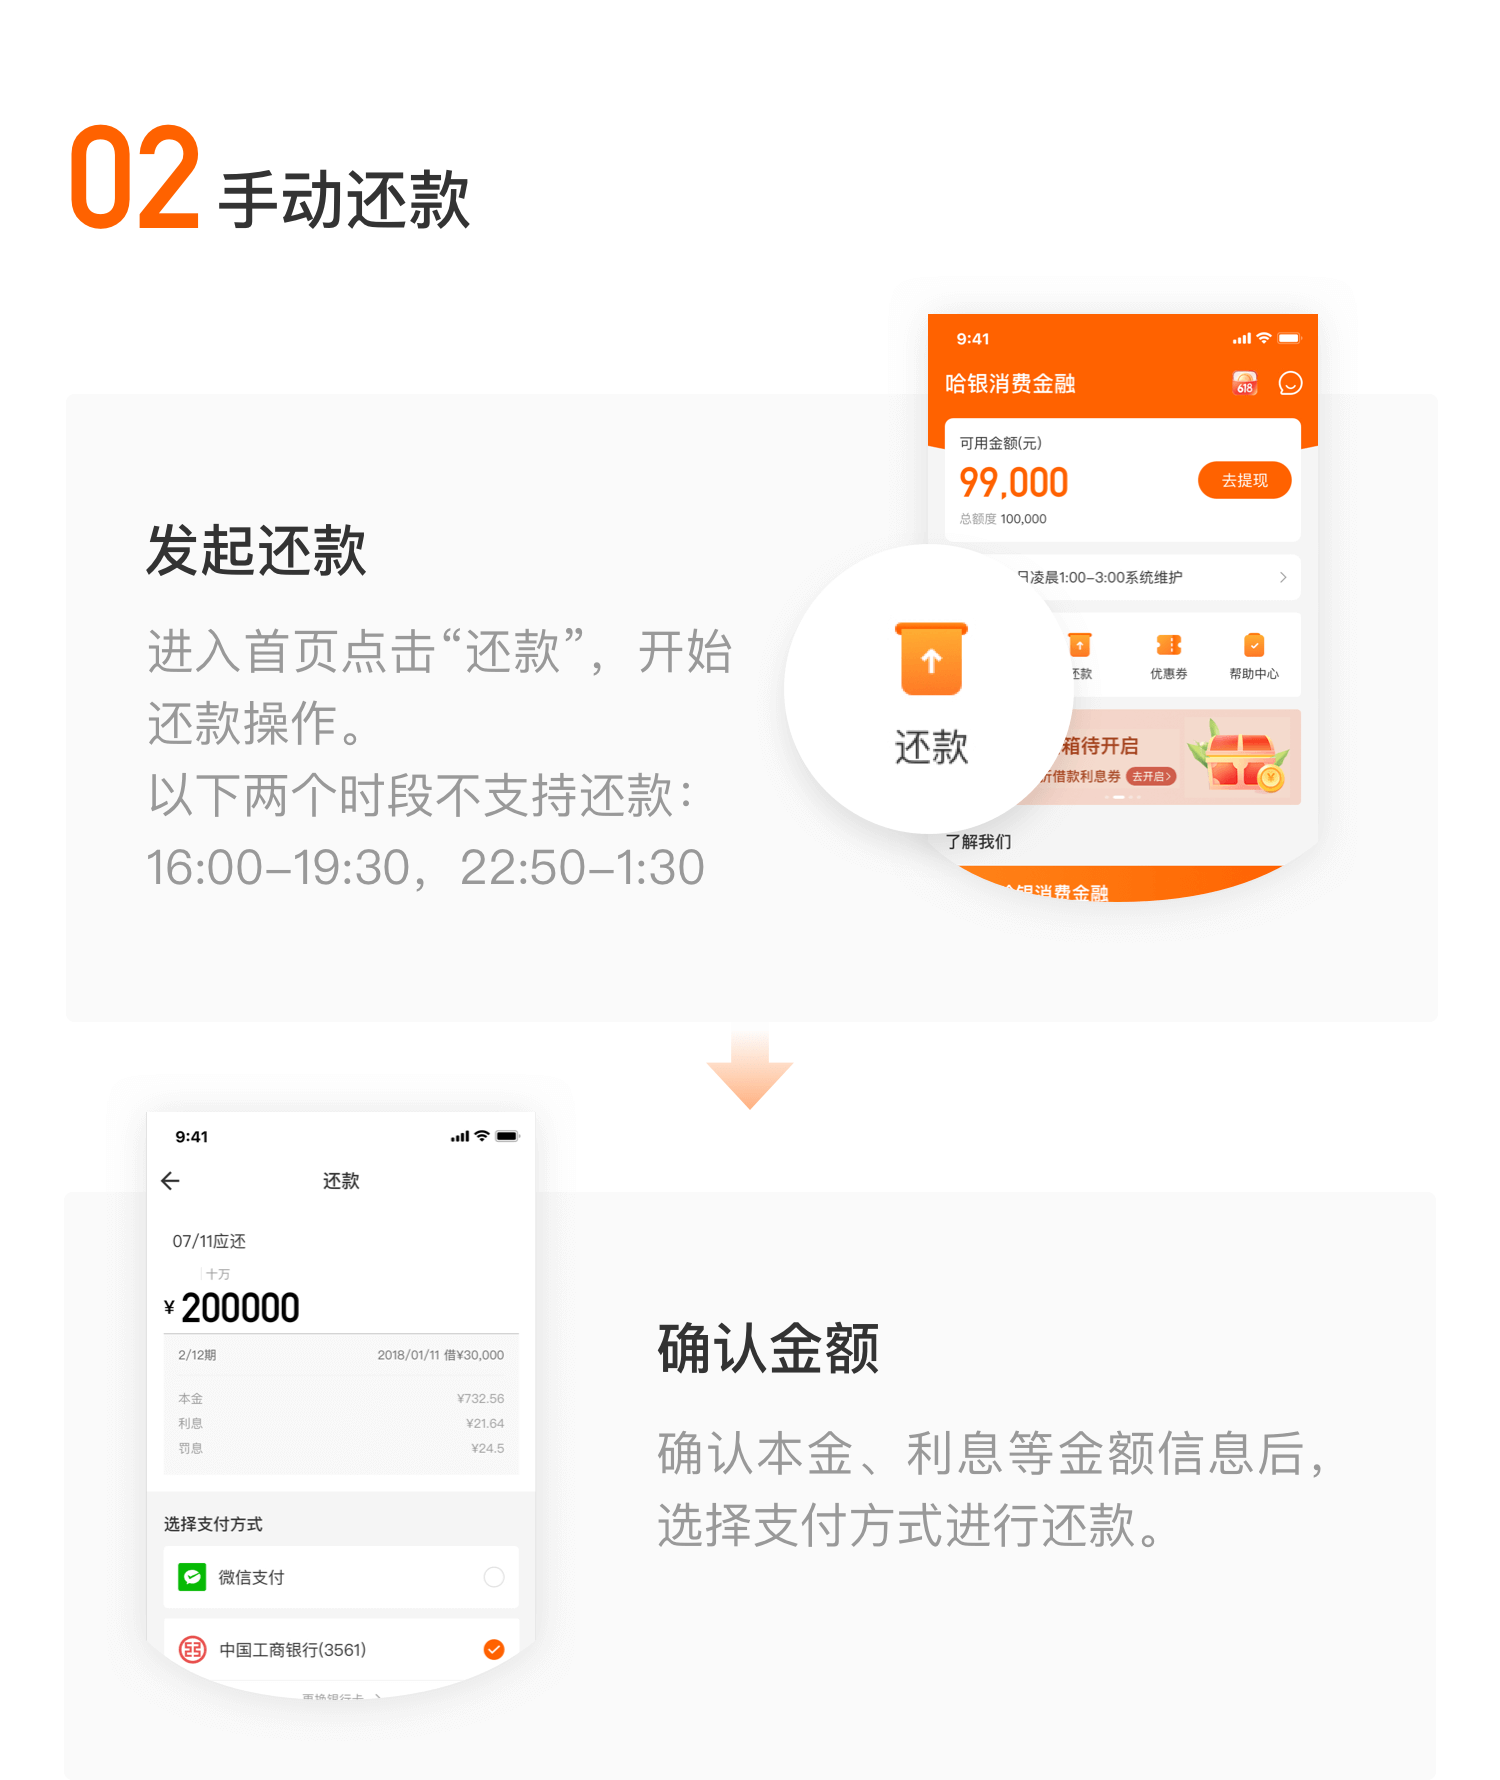 02 手动还款
9:41
哈银消费金融
618
可用金额(元)
99,000
去提现
总额度 100,000
日凌晨1:00-3:00系统维护
还款
优惠券
帮助中心
还款
箱待开启
折借款利息券
去开启
了解我们
哈银消费金融
发起还款
进入首页点击“还款”，开始
还款操作。
以下两个时段不支持还款：
16:00-19:30，22:50-1:30
9:41
还款
07/11应还
十万
¥ 200000
2/12期 2018/01/11 借¥30,000
本金 ¥732.56
利息 ¥21.64
罚息 ¥24.5
选择支付方式
微信支付
中国工商银行(3561)
更换银行卡
确认金额
确认本金、利息等金额信息后，
选择支付方式进行还款。